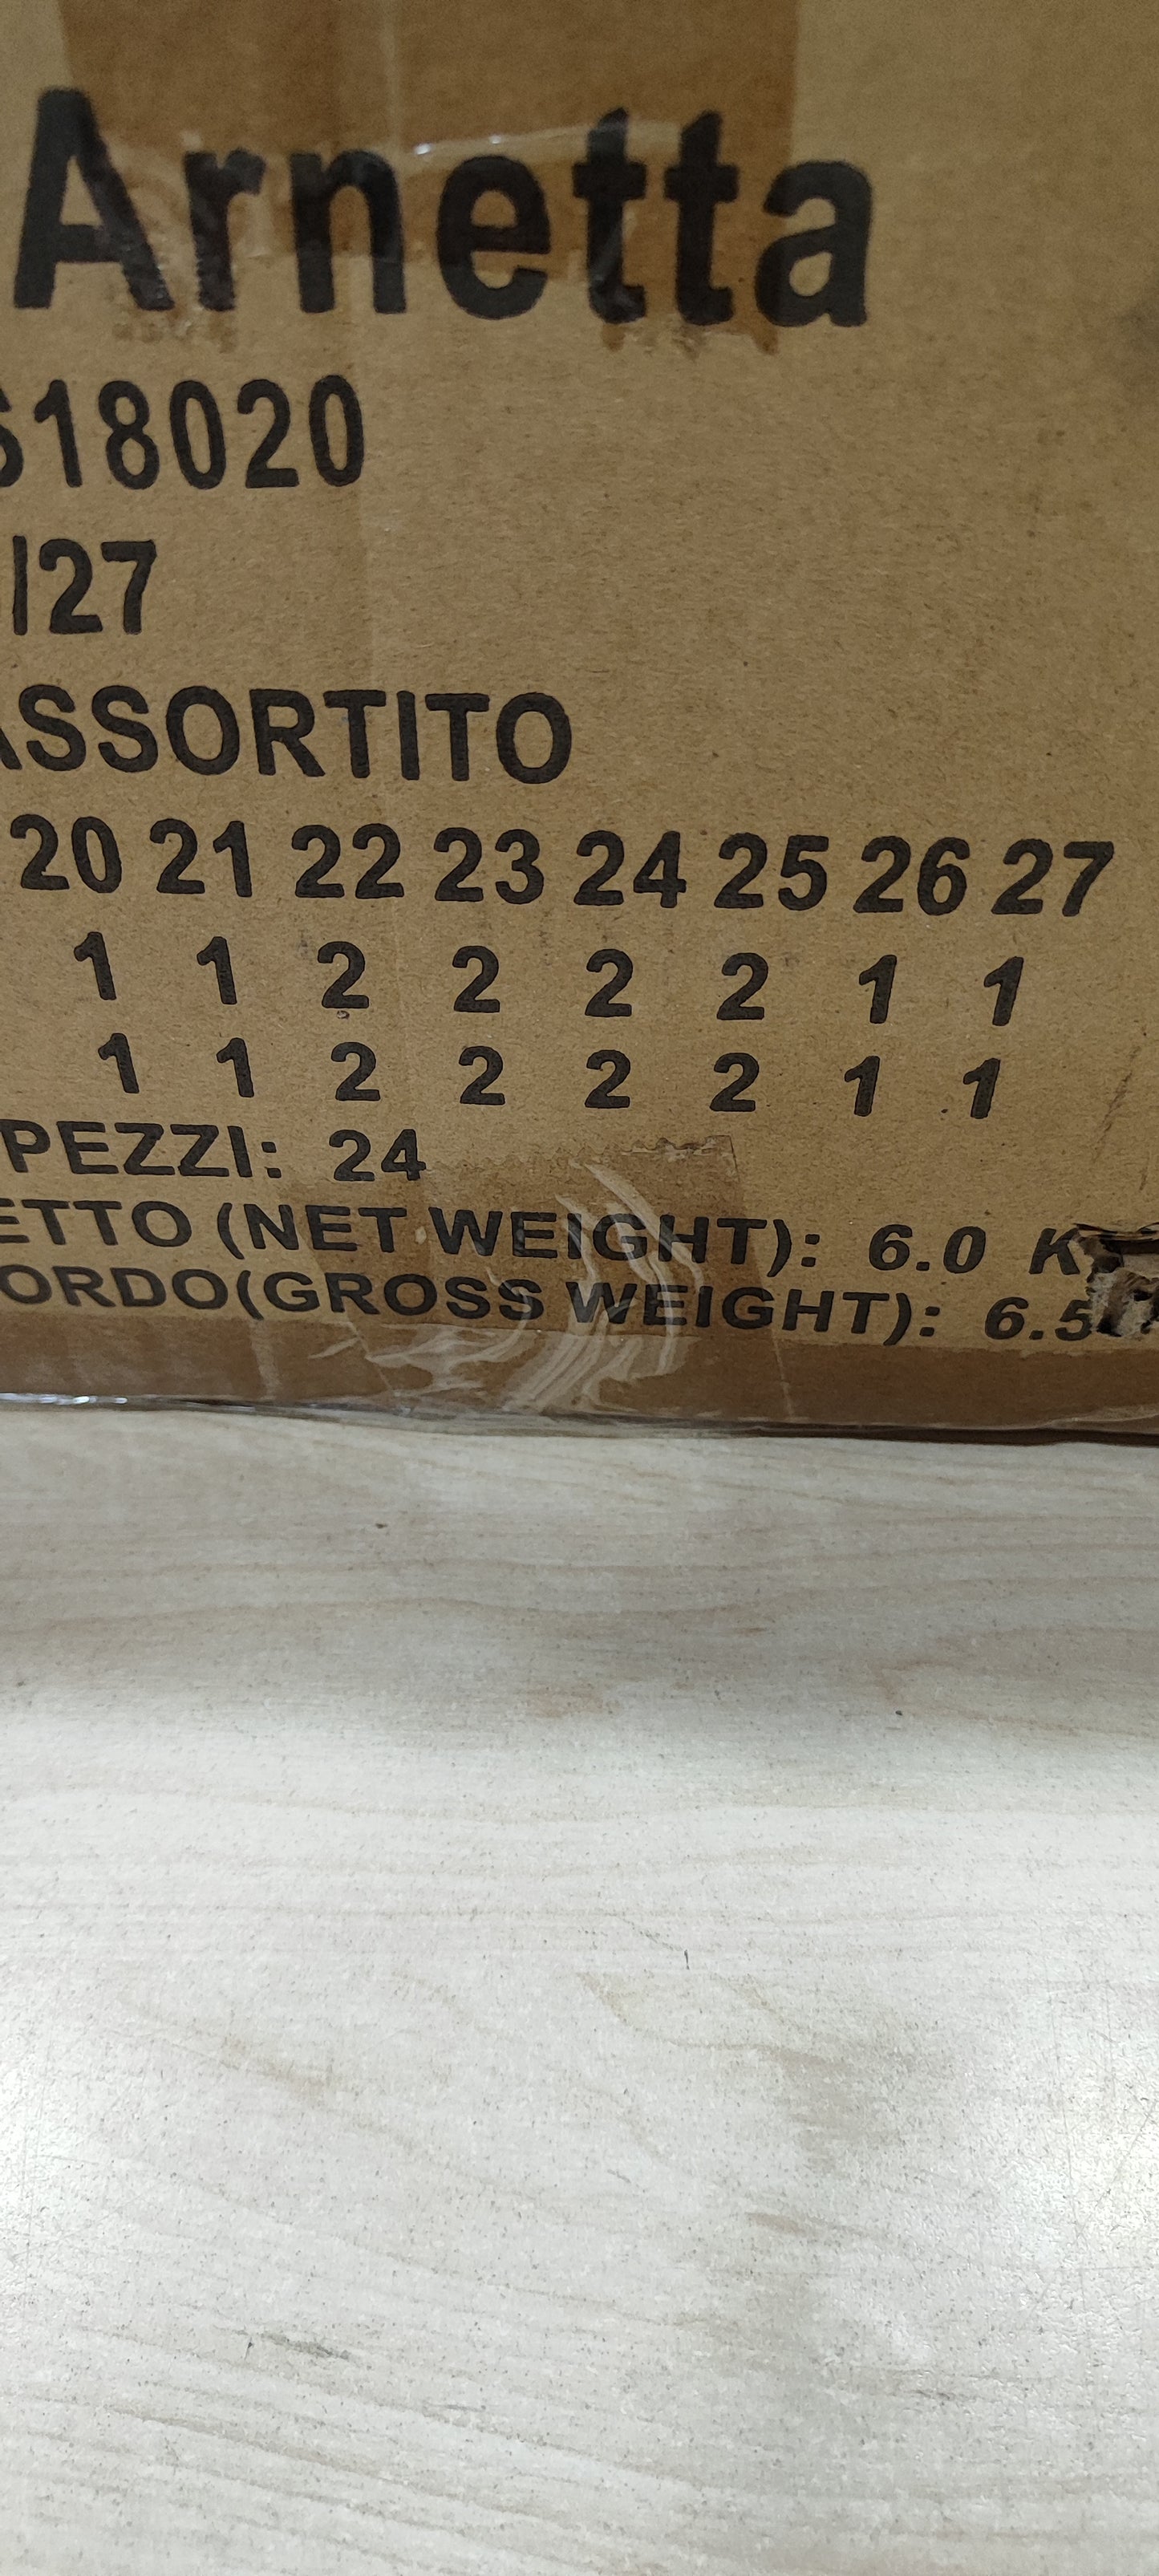 Arnetta
618020
/27
ASSORTITO
20 21 22 23 24 25 26 27
1 1 2 2 2 2 1 1
1 1 2 2 2 2 1 1
PEZZI: 24
ETTO (NET WEIGHT): 6.0 K
ORDO(GROSS WEIGHT): 6.5